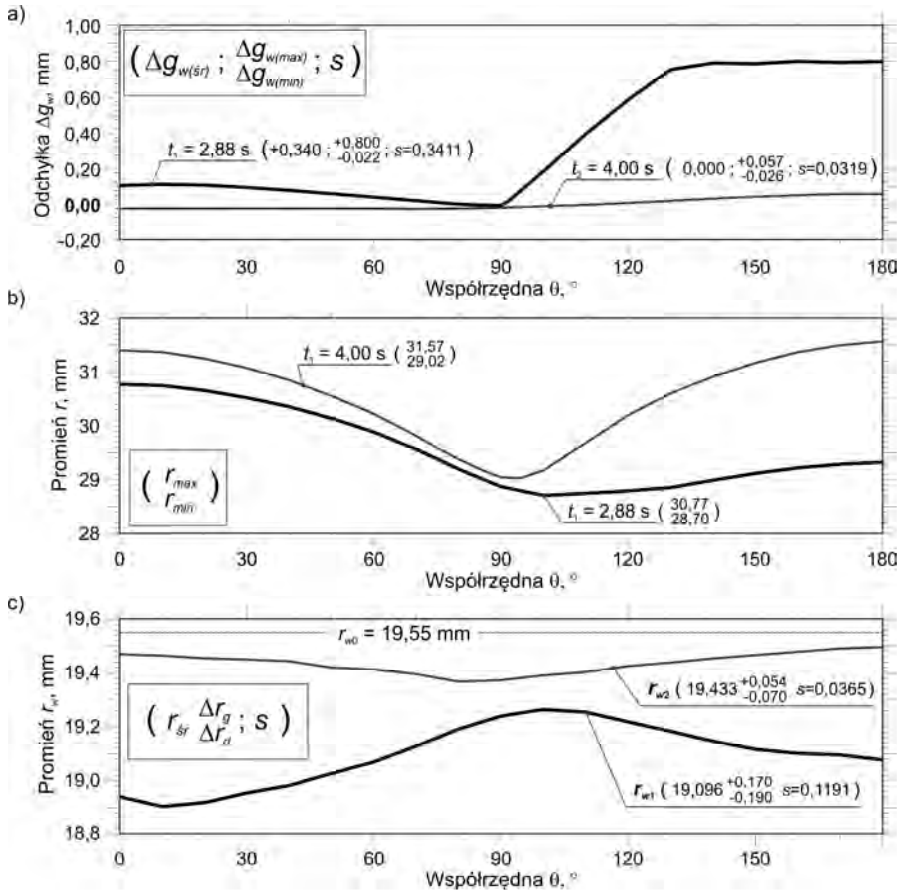 a)
1,00
0,80
0,60
0,40
0,20
0,00
-0,20
Odchyłka Δg_w, mm
( Δg_w(śr) ; Δg_w(max) Δg_w(min) ; s )
t₁ = 2,88 s (+0,340 ; +0,800 -0,022 ; s=0,3411)
t₂ = 4,00 s ( 0,000 ; +0,057 -0,026 ; s=0,0319)
0 30 60 90 120 150 180
Współrzędna θ, °
b)
32
31
30
29
28
Promień r, mm
t₁ = 4,00 s ( 31,57 29,02 )
( r_max r_min )
t₁ = 2,88 s ( 30,77 28,70 )
0 30 60 90 120 150 180
Współrzędna θ, °
c)
19.6
19.4
19.2
19.0
18.8
Promień r_w, mm
r_w0 = 19,55 mm
r_w2 ( 19,433 +0,054 -0,070 s=0,0365)
( r_śr Δr_g Δr_d ; s )
r_w1 ( 19,096 +0,170 -0,190 s=0,1191)
0 30 60 90 120 150 180
Współrzędna θ, °